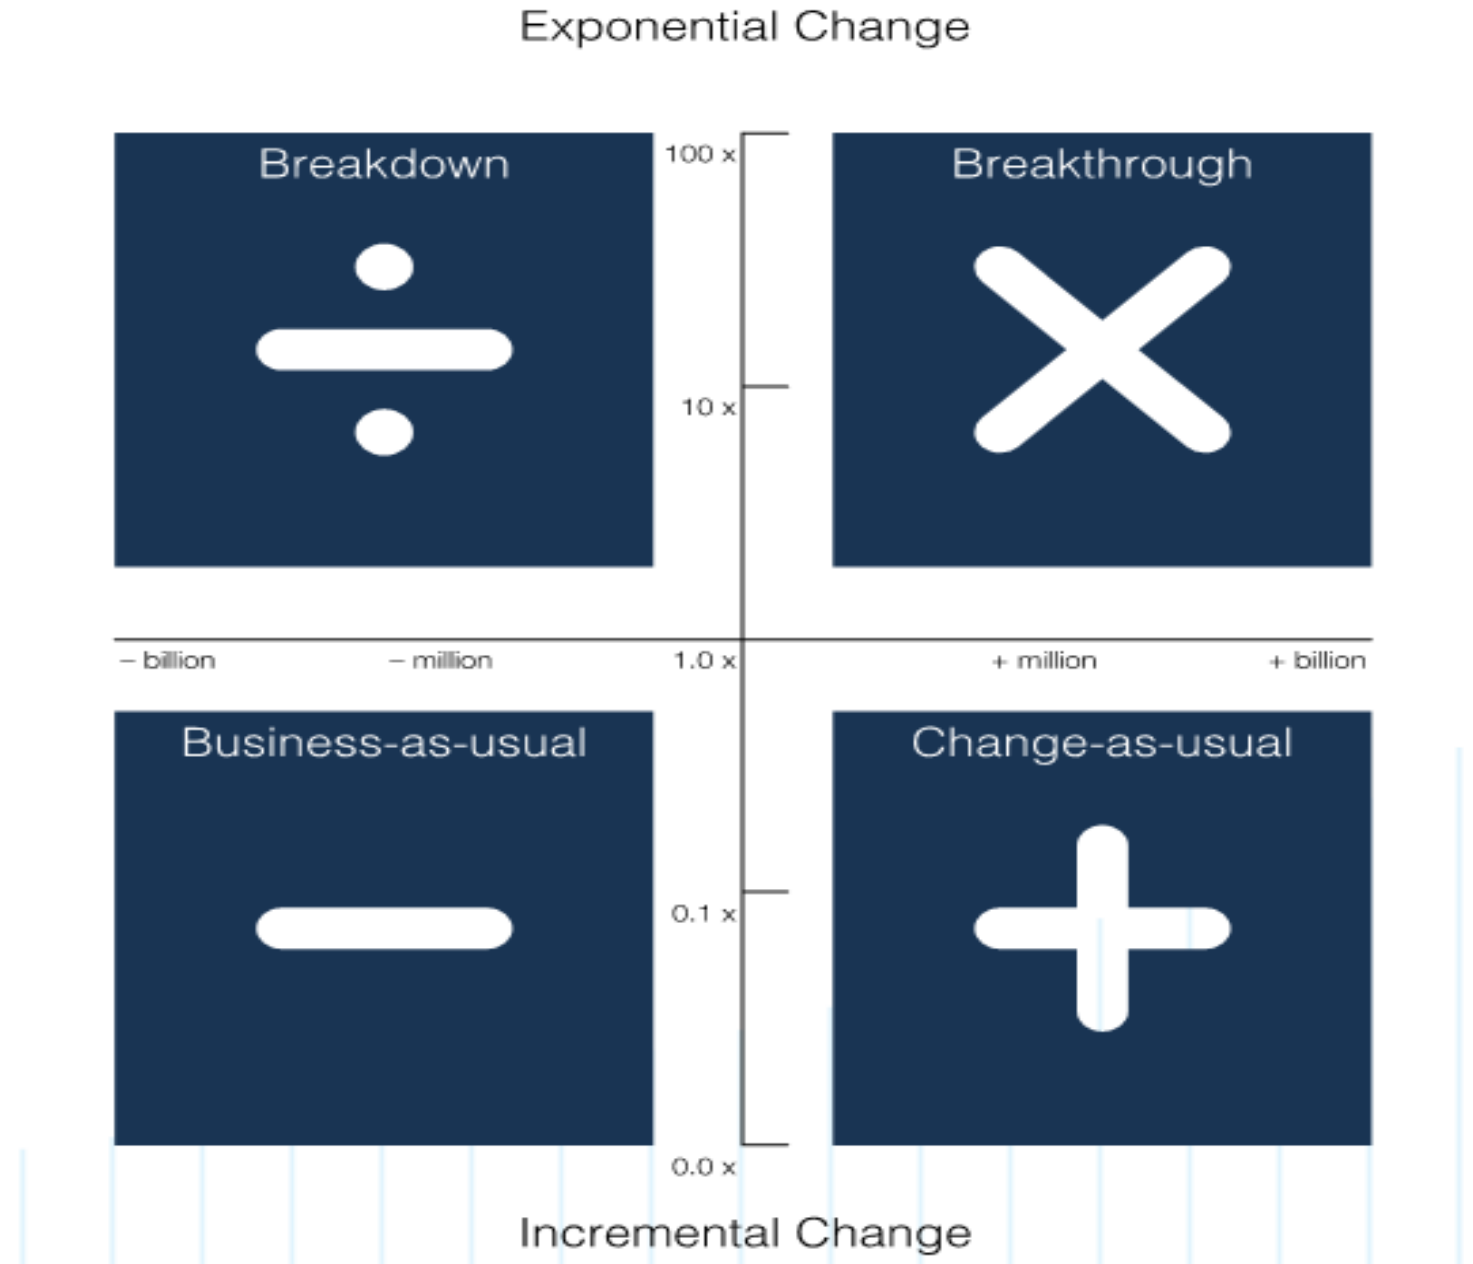 Exponential Change
Breakdown
100 x
Breakthrough
10 x
– billion
– million
1.0 x
+ million
+ billion
Business-as-usual
Change-as-usual
0.1 x
0.0 x
Incremental Change